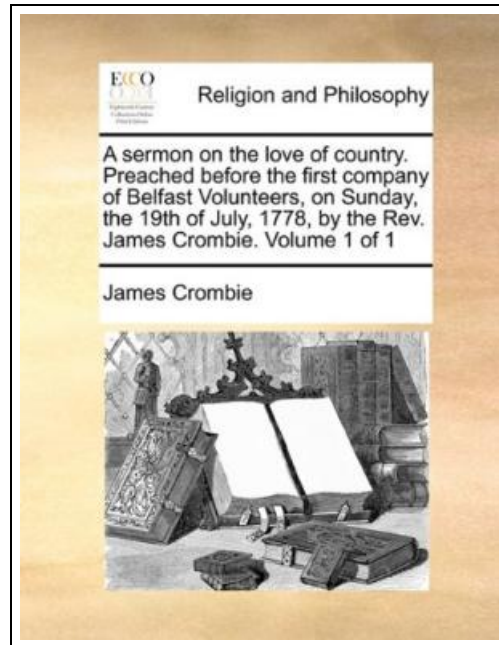 ECCO
Religion and Philosophy
A sermon on the love of country.
Preached before the first company
of Belfast Volunteers, on Sunday,
the 19th of July, 1778, by the Rev.
James Crombie. Volume 1 of 1
James Crombie